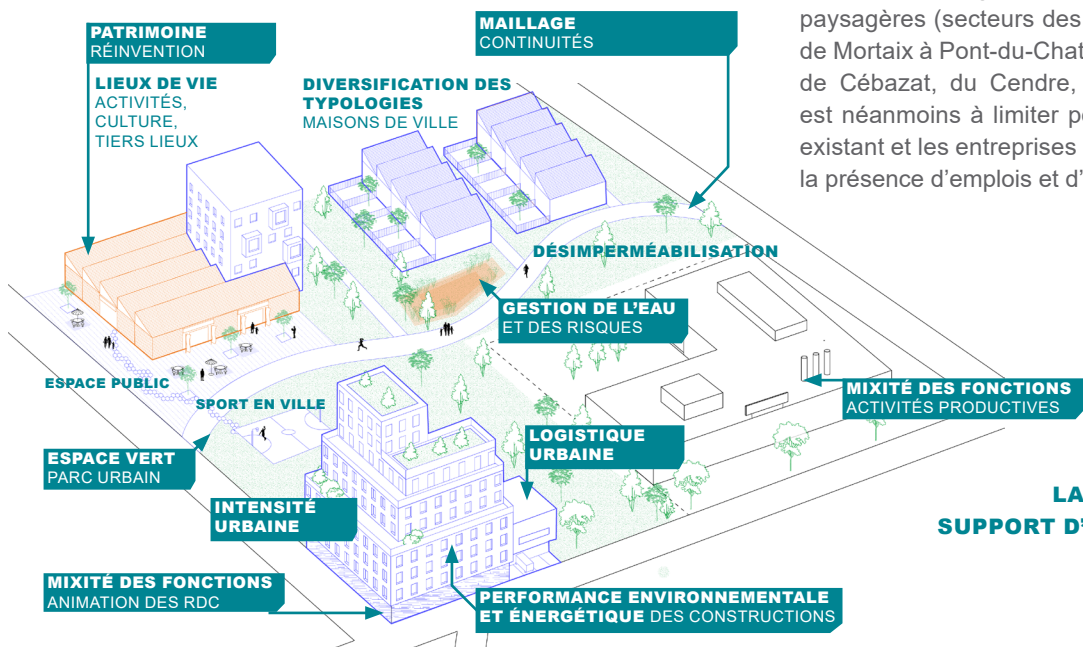 PATRIMOINE
RÉINVENTION
MAILLAGE
CONTINUITÉS
LIEUX DE VIE
ACTIVITÉS,
CULTURE,
TIERS LIEUX
DIVERSIFICATION DES
TYPOLOGIES
MAISONS DE VILLE
DÉSIMPERMÉABILISATION
GESTION DE L’EAU
ET DES RISQUES
ESPACE PUBLIC
SPORT EN VILLE
MIXITÉ DES FONCTIONS
ACTIVITÉS PRODUCTIVES
ESPACE VERT
PARC URBAIN
LOGISTIQUE
URBAINE
INTENSITÉ
URBAINE
MIXITÉ DES FONCTIONS
ANIMATION DES RDC
PERFORMANCE ENVIRONNEMENTALE
ET ÉNERGÉTIQUE DES CONSTRUCTIONS
paysagères (secteurs des
de Mortaix à Pont-du-Chat
de Cébazat, du Cendre,
est néanmoins à limiter p
existant et les entreprises
la présence d’emplois et d’
LA
SUPPORT D’